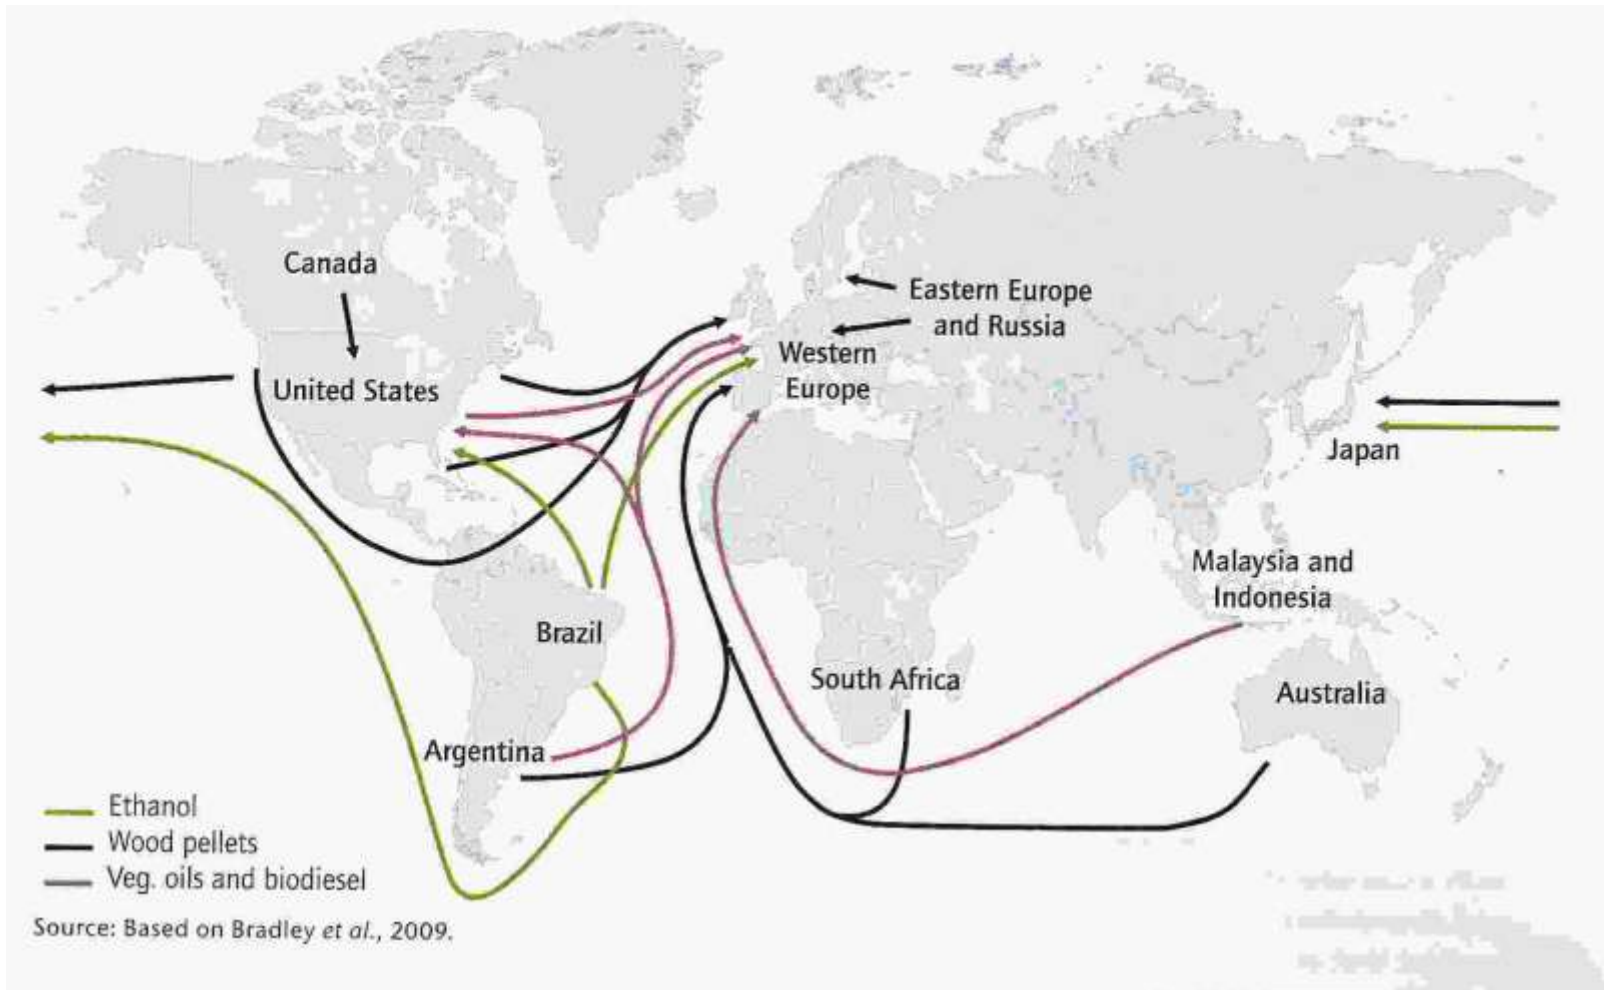 Canada
Eastern Europe
and Russia
Western
Europe
United States
Japan
Malaysia and
Indonesia
Brazil
South Africa
Australia
Argentina
Ethanol
Wood pellets
Veg. oils and biodiesel
Source: Based on Bradley et al., 2009.